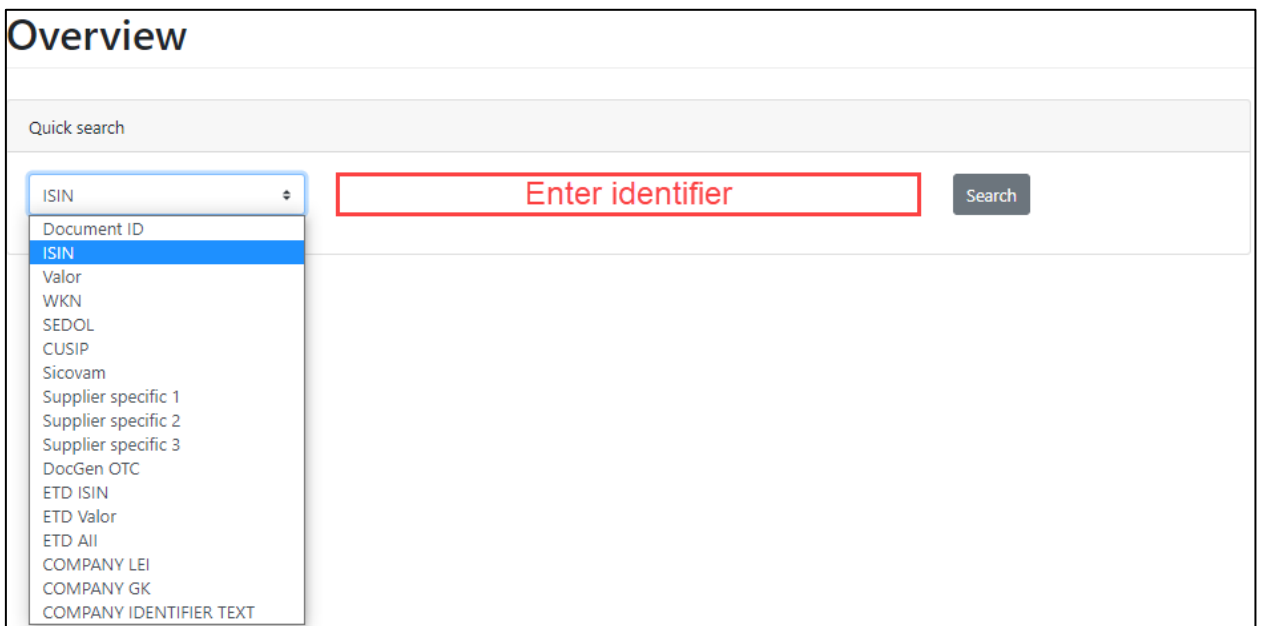 Overview
Quick search
ISIN Enter identifier Search
Document ID
ISIN
Valor
WKN
SEDOL
CUSIP
Sicovam
Supplier specific 1
Supplier specific 2
Supplier specific 3
DocGen OTC
ETD ISIN
ETD Valor
ETD AII
COMPANY LEI
COMPANY GK
COMPANY IDENTIFIER TEXT